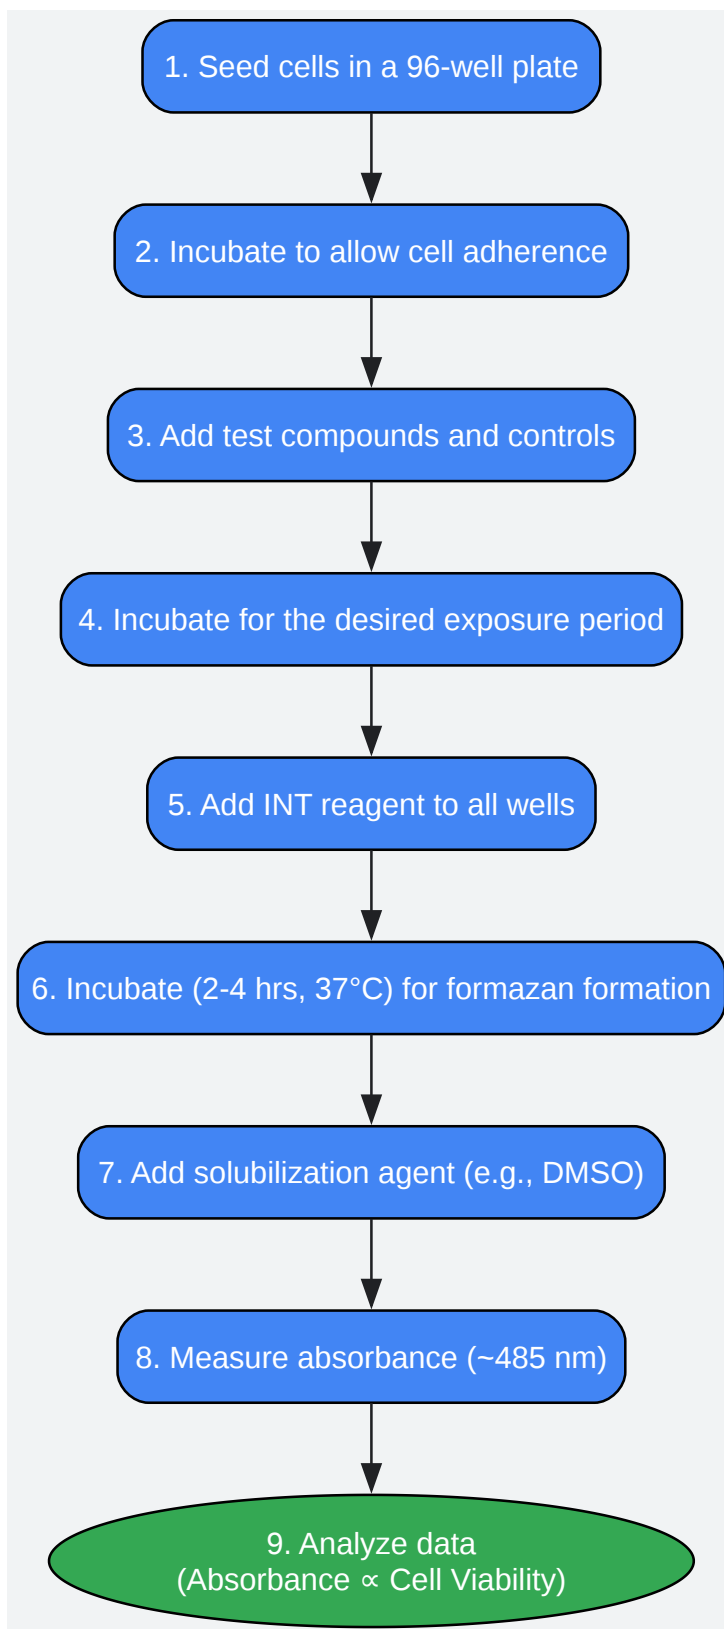 1. Seed cells in a 96-well plate
2. Incubate to allow cell adherence
3. Add test compounds and controls
4. Incubate for the desired exposure period
5. Add INT reagent to all wells
6. Incubate (2-4 hrs, 37°C) for formazan formation
7. Add solubilization agent (e.g., DMSO)
8. Measure absorbance (~485 nm)
9. Analyze data
(Absorbance ∝ Cell Viability)